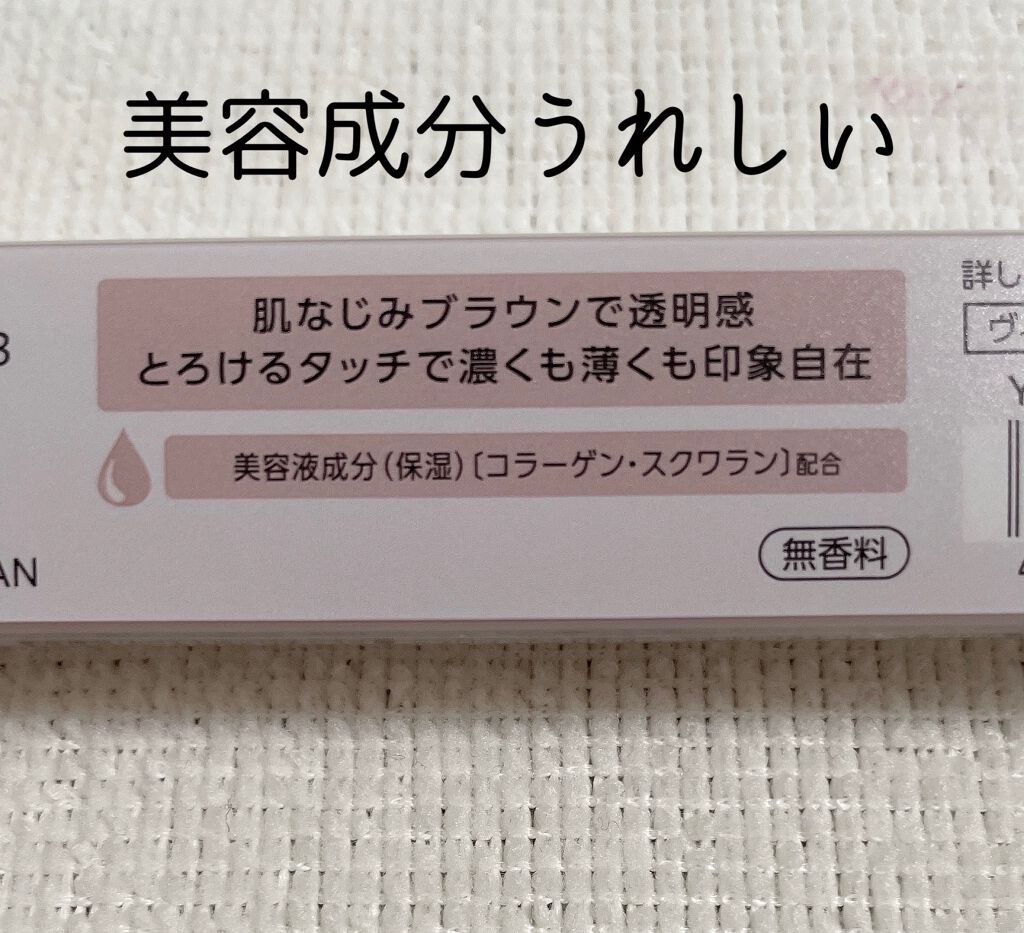 美容成分うれしい
肌なじみブラウンで透明感
とろけるタッチで濃くも薄くも印象自在
美容液成分(保湿)〔コラーゲン・スクワラン〕配合
無香料
詳し